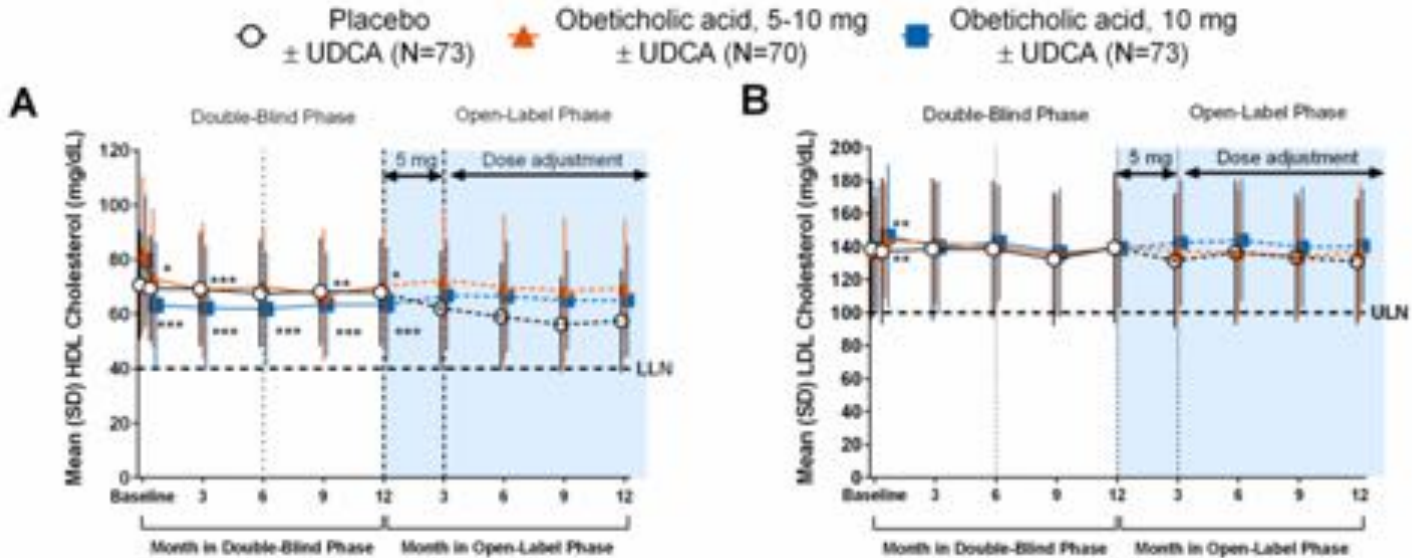 Placebo
± UDCA (N=73)
Obeticholic acid, 5-10 mg
± UDCA (N=70)
Obeticholic acid, 10 mg
± UDCA (N=73)
A
Double-Blind Phase
Open-Label Phase
5 mg
Dose adjustment
Mean (SD) HDL Cholesterol (mg/dL)
120
100
80
60
40
20
0
*
***
**
*
***
***
***
***
***
LLN
Baseline
3
6
9
12
3
6
9
12
Month in Double-Blind Phase
Month in Open-Label Phase
B
Double-Blind Phase
Open-Label Phase
5 mg
Dose adjustment
Mean (SD) LDL Cholesterol (mg/dL)
200
180
160
140
120
100
80
60
40
20
0
**
**
ULN
Baseline
3
6
9
12
3
6
9
12
Month in Double-Blind Phase
Month in Open-Label Phase